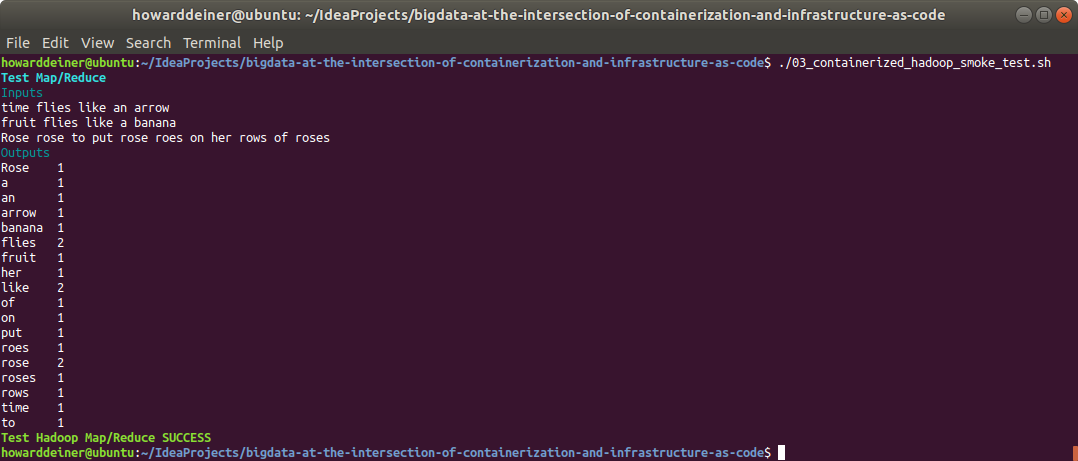 howarddeiner@ubuntu: ~/IdeaProjects/bigdata-at-the-intersection-of-containerization-and-infrastructure-as-code
File Edit View Search Terminal Help
howarddeiner@ubuntu:~/IdeaProjects/bigdata-at-the-intersection-of-containerization-and-infrastructure-as-code$ ./03_containerized_hadoop_smoke_test.sh
Test Map/Reduce
Inputs
time flies like an arrow
fruit flies like a banana
Rose rose to put rose roes on her rows of roses
Outputs
Rose 1
a 1
an 1
arrow 1
banana 1
flies 2
fruit 1
her 1
like 2
of 1
on 1
put 1
roes 1
rose 2
roses 1
rows 1
time 1
to 1
Test Hadoop Map/Reduce SUCCESS
howarddeiner@ubuntu:~/IdeaProjects/bigdata-at-the-intersection-of-containerization-and-infrastructure-as-code$